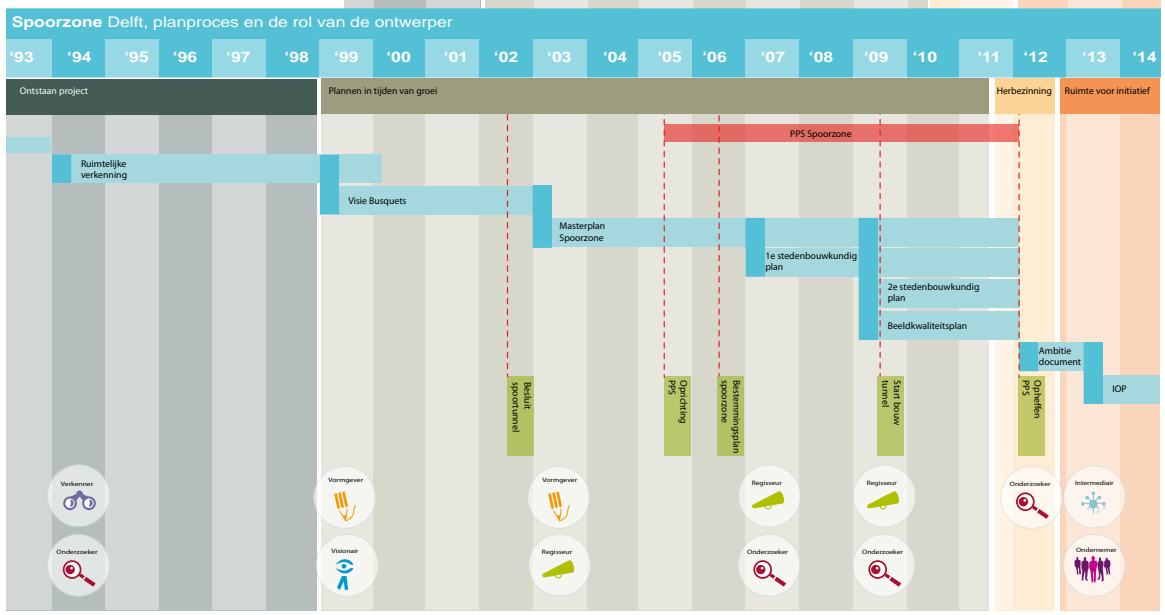 Spoorzone Delft, planproces en de rol van de ontwerper
‘93 ‘94 ‘95 ‘96 ‘97 ‘98 ‘99 ‘00 ‘01 ‘02 ‘03 ‘04 ‘05 ‘06 ‘07 ‘08 ‘09 ‘10 ‘11 ‘12 ‘13 ‘14
Ontstaan project
Plannen in tijden van groei
Herbezinning
Ruimte voor initiatief
PPS Spoorzone
Ruimtelijke
verkenning
Visie Busquets
Masterplan
Spoorzone
1e stedenbouwkundig
plan
2e stedenbouwkundig
plan
Beeldkwaliteitsplan
Ambitie
document
IOP
Besluit
spoortunnel
Oprichting
PPS
Bestemmingsplan
spoorzone
Start bouw
tunnel
Opheffen
PPS
Verkenner
Vormgever
Vormgever
Regisseur
Regisseur
Onderzoeker
Intermediair
Onderzoeker
Visionair
Regisseur
Onderzoeker
Onderzoeker
Ondernemer